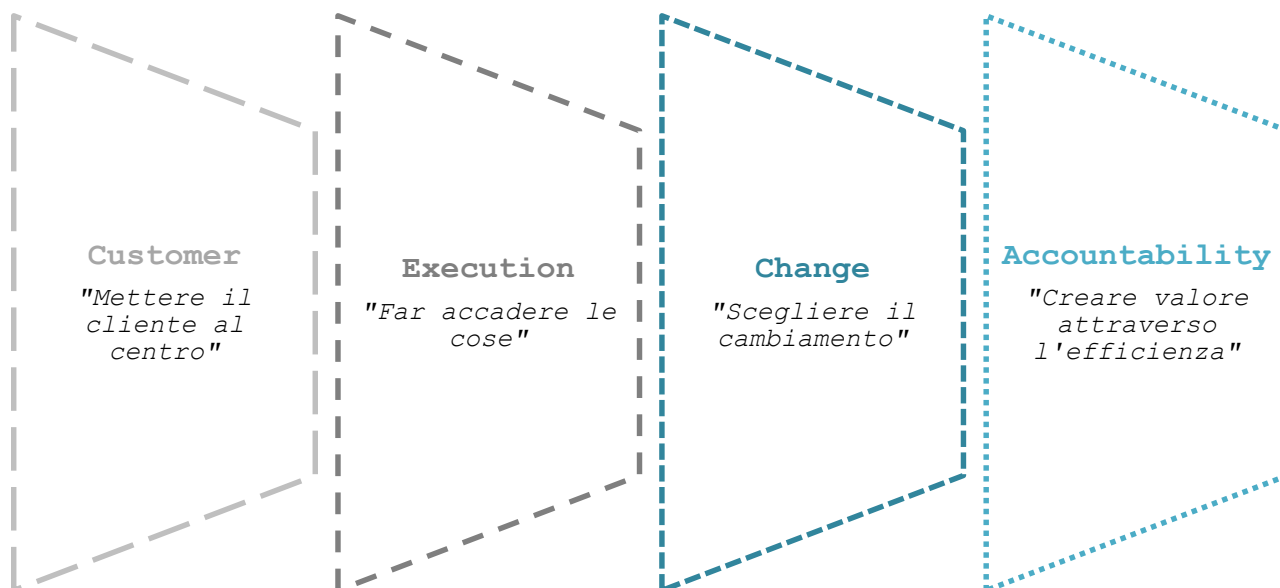 Customer
"Mettere il
cliente al
centro"
Execution
"Far accadere le
cose"
Change
"Scegliere il
cambiamento"
Accountability
"Creare valore
attraverso
l'efficienza"